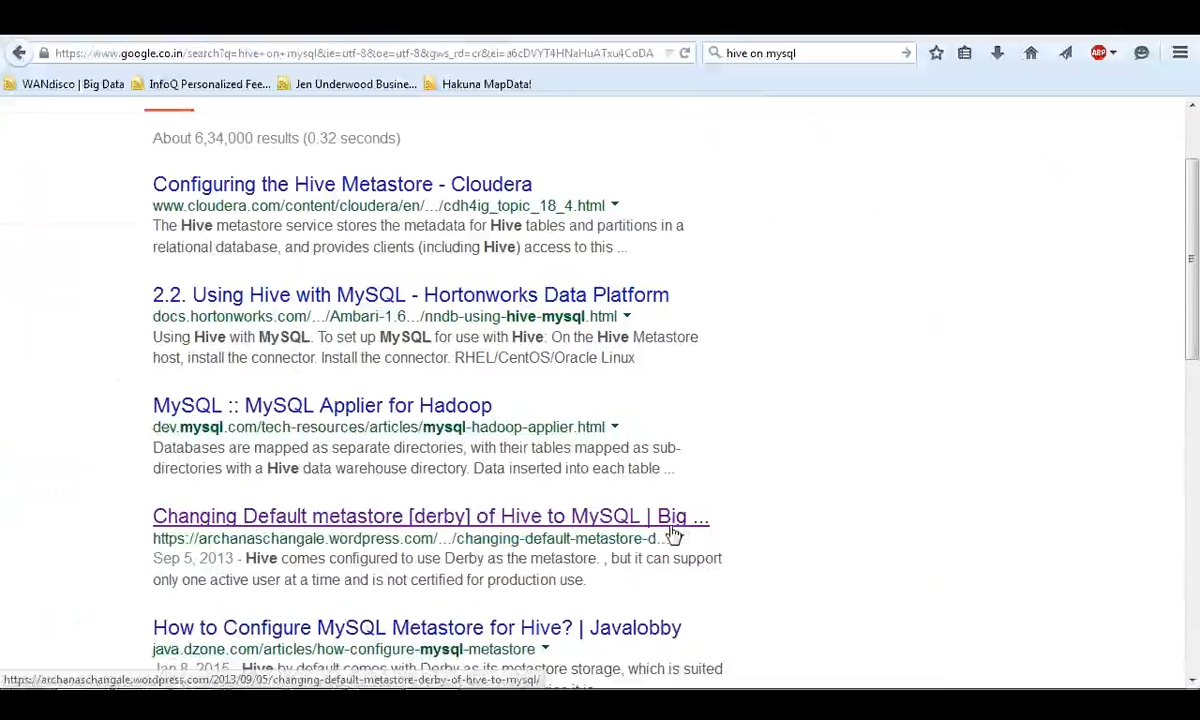 https://www.google.co.in/search?q=hive+on+mysql&ie=utf-8&oe=utf-8&gws_rd=cr&ei=a6cDVYT4HNaHuATxu4CoDA
hive on mysql
ABP
WANdisco | Big Data
InfoQ Personalized Fee...
Jen Underwood Busine...
Hakuna MapData!
About 6,34,000 results (0.32 seconds)
Configuring the Hive Metastore - Cloudera
www.cloudera.com/content/cloudera/en/.../cdh4ig_topic_18_4.html
The Hive metastore service stores the metadata for Hive tables and partitions in a
relational database, and provides clients (including Hive) access to this ...
2.2. Using Hive with MySQL - Hortonworks Data Platform
docs.hortonworks.com/.../Ambari-1.6.../nndb-using-hive-mysql.html
Using Hive with MySQL. To set up MySQL for use with Hive: On the Hive Metastore
host, install the connector. Install the connector. RHEL/CentOS/Oracle Linux
MySQL :: MySQL Applier for Hadoop
dev.mysql.com/tech-resources/articles/mysql-hadoop-applier.html
Databases are mapped as separate directories, with their tables mapped as sub-
directories with a Hive data warehouse directory. Data inserted into each table ...
Changing Default metastore [derby] of Hive to MySQL | Big ...
https://archanaschangale.wordpress.com/.../changing-default-metastore-d...
Sep 5, 2013 - Hive comes configured to use Derby as the metastore. , but it can support
only one active user at a time and is not certified for production use.
How to Configure MySQL Metastore for Hive? | Javalobby
java.dzone.com/articles/how-configure-mysql-metastore
Jan 8, 2015 - Hive by default comes with Derby as its metastore storage, which is suited
https://archanaschangale.wordpress.com/2013/09/05/changing-default-metastore-derby-of-hive-to-mysql/